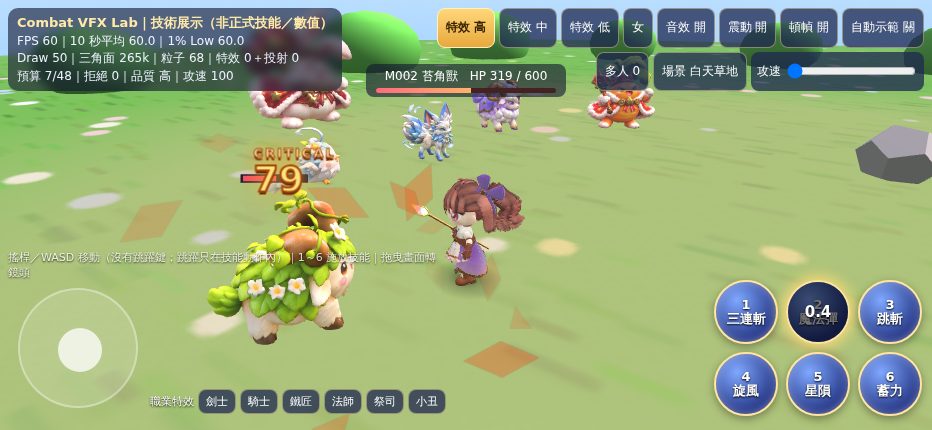 Combat VFX Lab｜技術展示（非正式技能／數值）
FPS 60｜10 秒平均 60.0｜1% Low 60.0
Draw 50｜三角面 265k｜粒子 68｜特效 0＋投射 0
預算 7/48｜拒絕 0｜品質 高｜攻速 100
特效 高
特效 中
特效 低
女
音效 開
震動 開
頓幀 開
自動示範 關
多人 0
場景 白天草地
攻速
M002 苔角獸 HP 319 / 600
CRITICAL
79
搖桿／WASD 移動（沒有跳躍鍵；跳躍只在技能動作內）｜1～6 施放技能｜拖曳畫面轉
鏡頭
1
三連斬
2
魔法彈
0.4
3
跳斬
4
旋風
5
星隕
6
蓄力
職業特效
劍士
騎士
鐵匠
法師
祭司
小丑